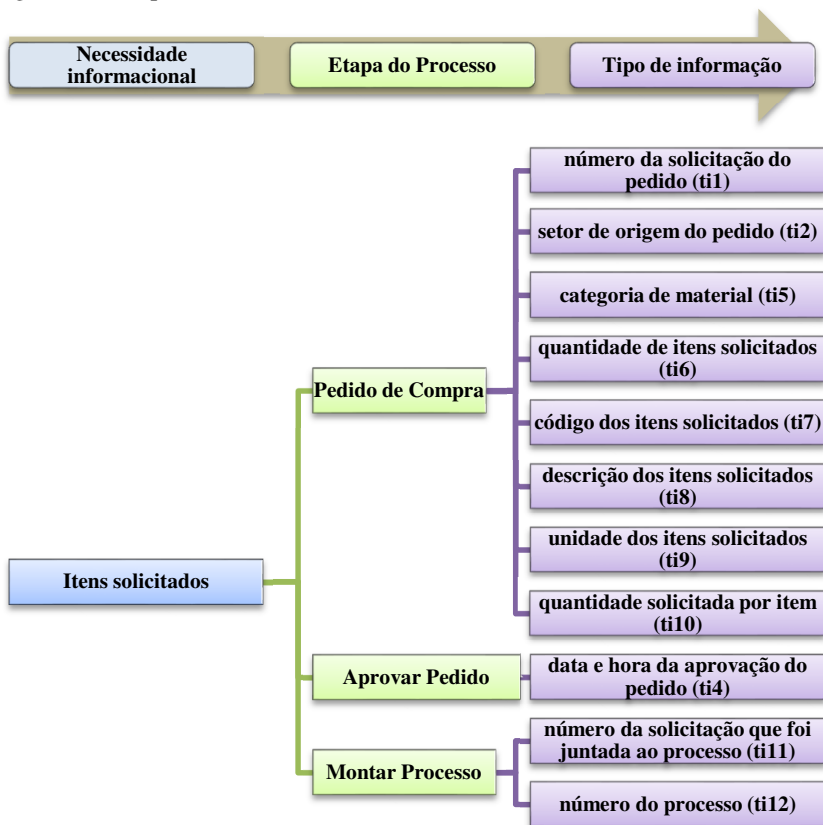 Necessidade
informacional
Etapa do Processo
Tipo de informação
número da solicitação do
pedido (ti1)
setor de origem do pedido (ti2)
categoria de material (ti5)
quantidade de itens solicitados
(ti6)
Pedido de Compra
código dos itens solicitados (ti7)
descrição dos itens solicitados
(ti8)
unidade dos itens solicitados
(ti9)
Itens solicitados
quantidade solicitada por item
(ti10)
Aprovar Pedido
data e hora da aprovação do
pedido (ti4)
número da solicitação que foi
juntada ao processo (ti11)
Montar Processo
número do processo (ti12)